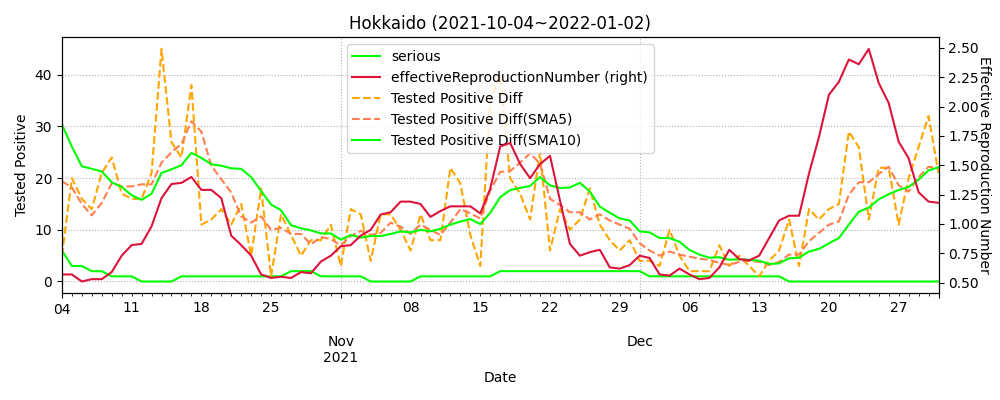 Hokkaido (2021-10-04~2022-01-02)
serious
effectiveReproductionNumber (right)
Tested Positive Diff
Tested Positive Diff(SMA5)
Tested Positive Diff(SMA10)
Tested Positive
40
30
20
10
0
Effective Reproduction Number
2.50
2.25
2.00
1.75
1.50
1.25
1.00
0.75
0.50
04 11 18 25 08 15 22 29 06 13 20 27
Nov Dec
2021
Date